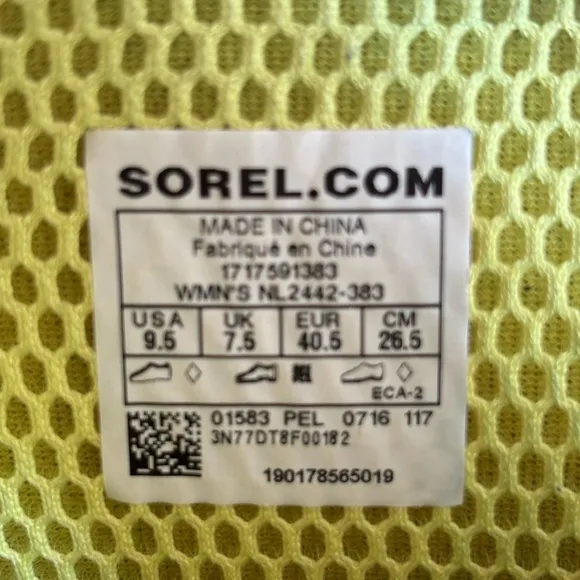 SOREL.COM
MADE IN CHINA
Fabriqué en Chine
1717591383
WMN'S NL2442-383
USA UK EUR CM
9.5 7.5 40.5 26.5
ECA-2
01583 PEL 0716 117
3N77DT8F00182
190178565019